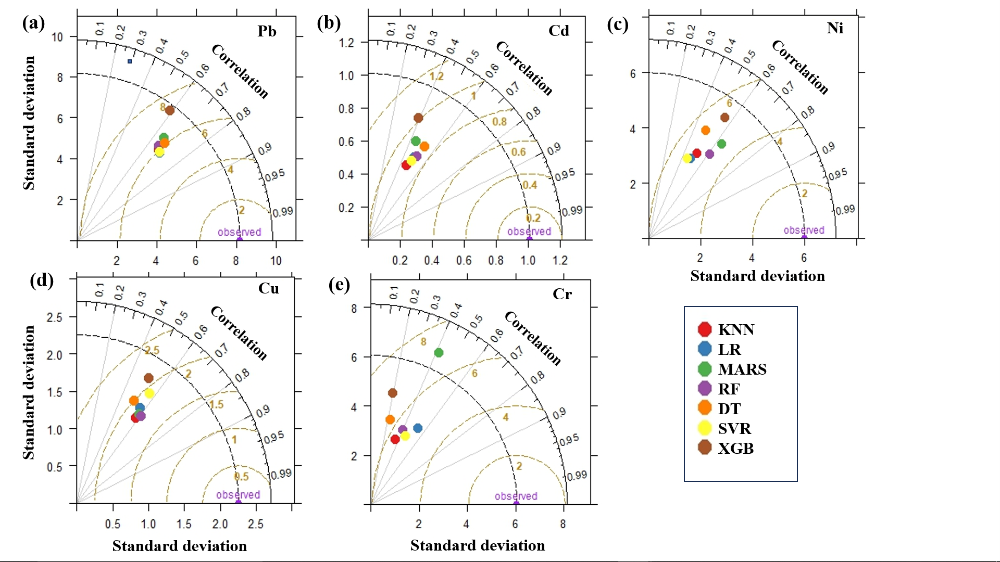 (a)
Pb
Correlation
Standard deviation
0.1 0.2 0.3 0.4 0.5 0.6 0.7 0.8 0.9 0.95 0.99
10
8
6
4
2
8
6
4
2
observed
2 4 6 8 10
(b)
Cd
Correlation
0.1 0.2 0.3 0.4 0.5 0.6 0.7 0.8 0.9 0.95 0.99
1.2
1.0
0.8
0.6
0.4
0.2
1.2
1
0.8
0.6
0.4
0.2
observed
0.2 0.4 0.6 0.8 1.0 1.2
(c)
Ni
Correlation
0.1 0.2 0.3 0.4 0.5 0.6 0.7 0.8 0.9 0.95 0.99
6
4
2
6
4
2
observed
2 4 6
Standard deviation
(d)
Cu
Correlation
Standard deviation
0.1 0.2 0.3 0.4 0.5 0.6 0.7 0.8 0.9 0.95 0.99
2.5
2.0
1.5
1.0
0.5
2.5
2
1.5
1
0.5
observed
0.5 1.0 1.5 2.0 2.5
Standard deviation
(e)
Cr
Correlation
0.1 0.2 0.3 0.4 0.5 0.6 0.7 0.8 0.9 0.95 0.99
8
6
4
2
8
6
4
2
observed
2 4 6 8
Standard deviation
KNN
LR
MARS
RF
DT
SVR
XGB